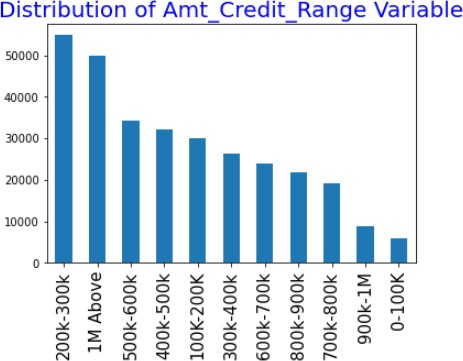 Distribution of Amt_Credit_Range Variable
50000
40000
30000
20000
10000
0
200k-300k
1M Above
500k-600k
400k-500k
100K-200K
300k-400k
600k-700k
800k-900k
700k-800k
900k-1M
0-100K